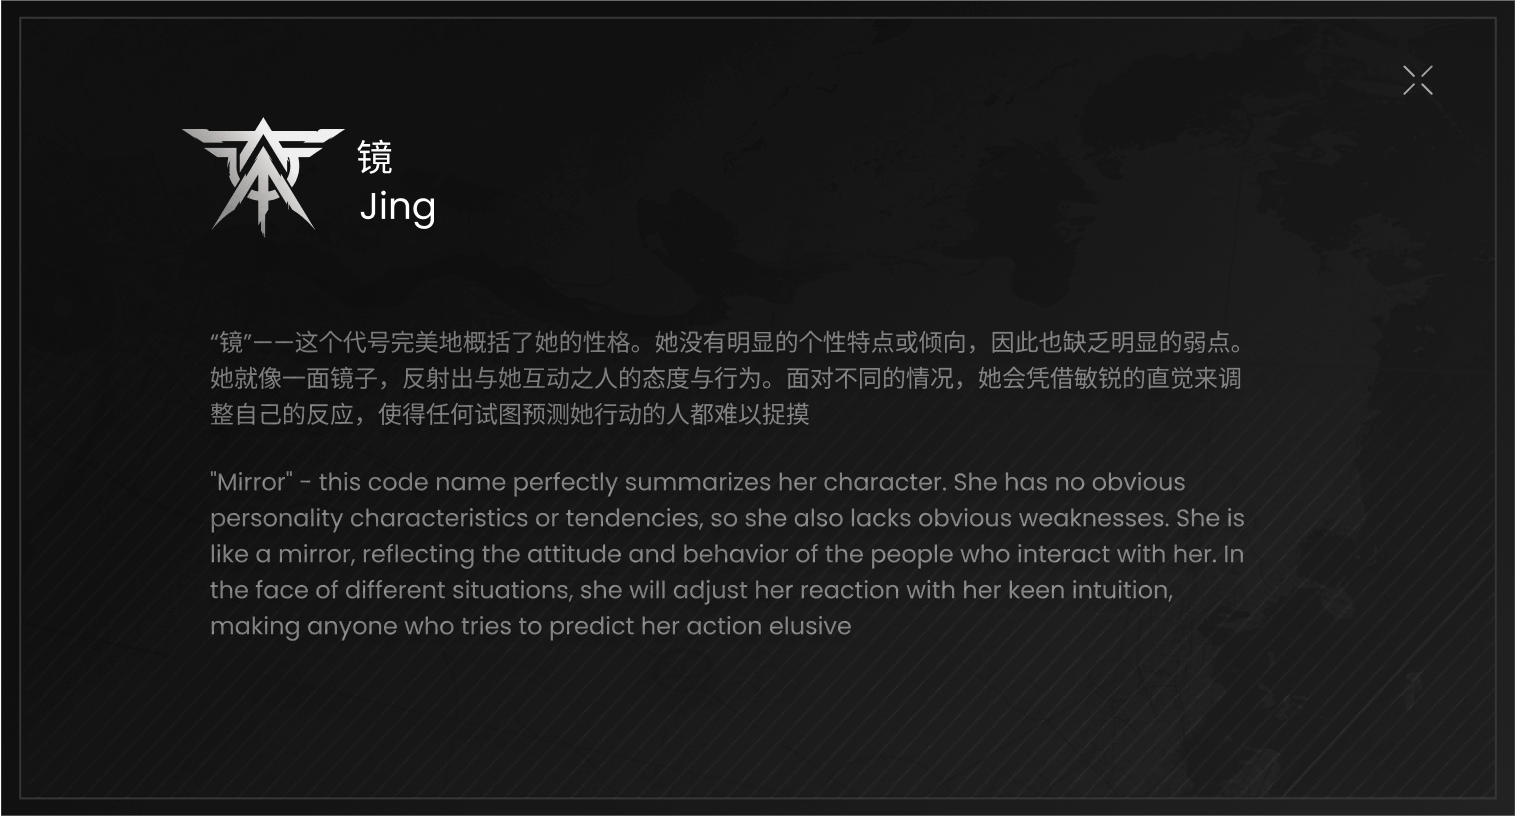 镜
Jing
“镜”——这个代号完美地概括了她的性格。她没有明显的个性特点或倾向，因此也缺乏明显的弱点。
她就像一面镜子，反射出与她互动之人的态度与行为。面对不同的情况，她会凭借敏锐的直觉来调
整自己的反应，使得任何试图预测她行动的人都难以捉摸
"Mirror" - this code name perfectly summarizes her character. She has no obvious
personality characteristics or tendencies, so she also lacks obvious weaknesses. She is
like a mirror, reflecting the attitude and behavior of the people who interact with her. In
the face of different situations, she will adjust her reaction with her keen intuition,
making anyone who tries to predict her action elusive